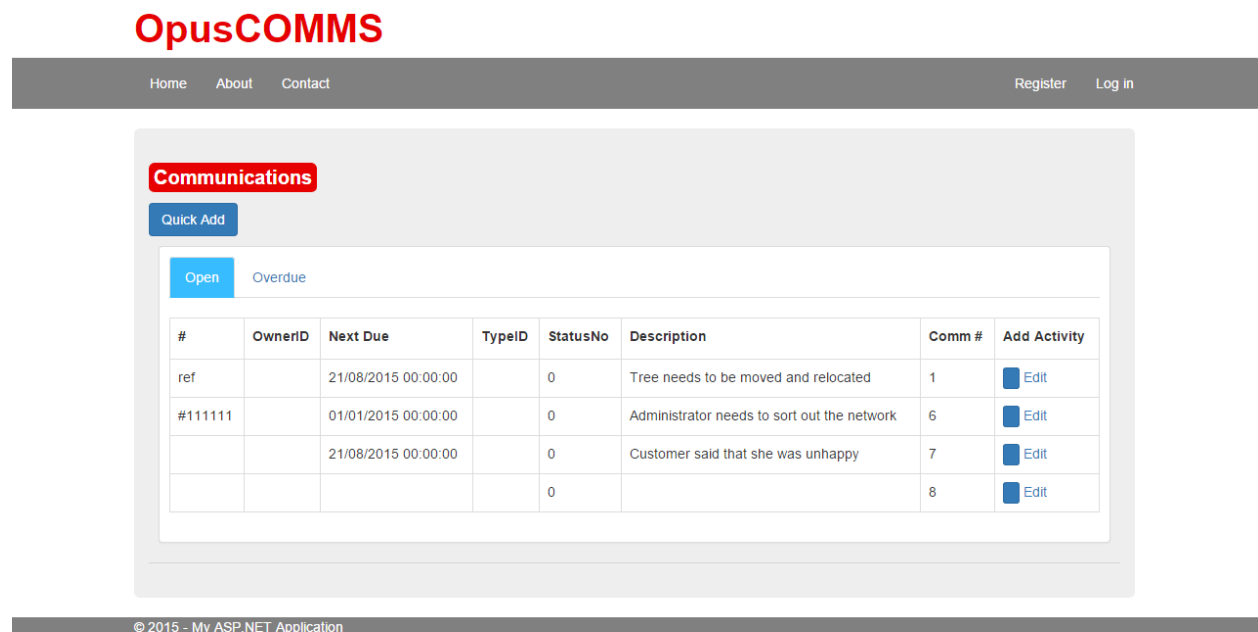 OpusCOMMS
Home About Contact Register Log in
Communications
Quick Add
Open Overdue
# OwnerID Next Due TypeID StatusNo Description Comm # Add Activity
ref 21/08/2015 00:00:00 0 Tree needs to be moved and relocated 1 Edit
#111111 01/01/2015 00:00:00 0 Administrator needs to sort out the network 6 Edit
21/08/2015 00:00:00 0 Customer said that she was unhappy 7 Edit
0 8 Edit
© 2015 - My ASP.NET Application